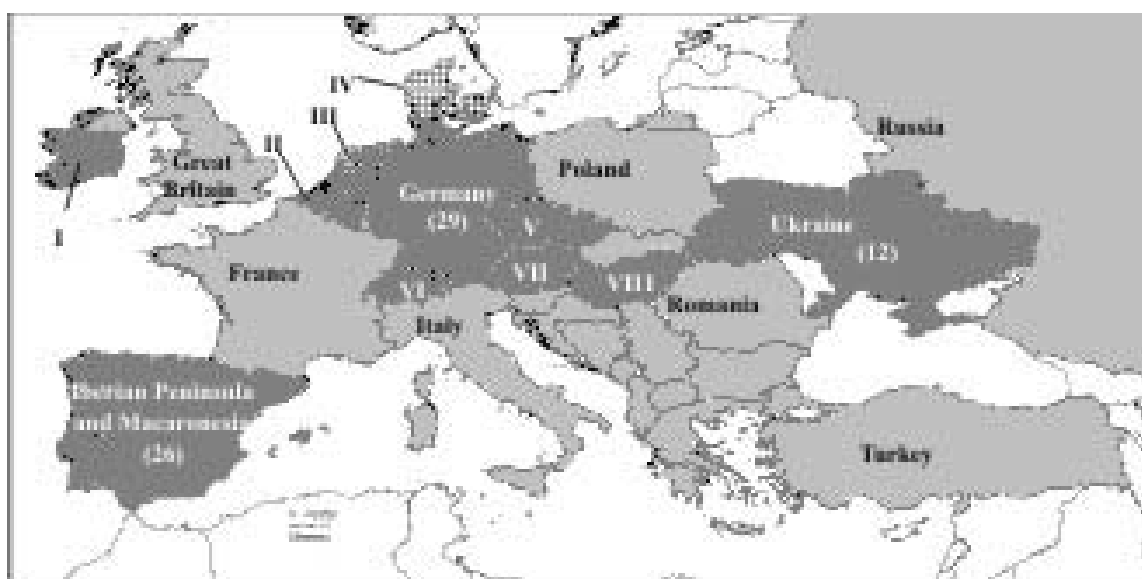 IV
III
II
Russia
Great
Britain
Poland
Germany
(29)
V
Ukraine
(12)
I
France
VI
VII
VIII
Romania
Italy
Iberian Peninsula
and Macaronesia
(26)
Turkey